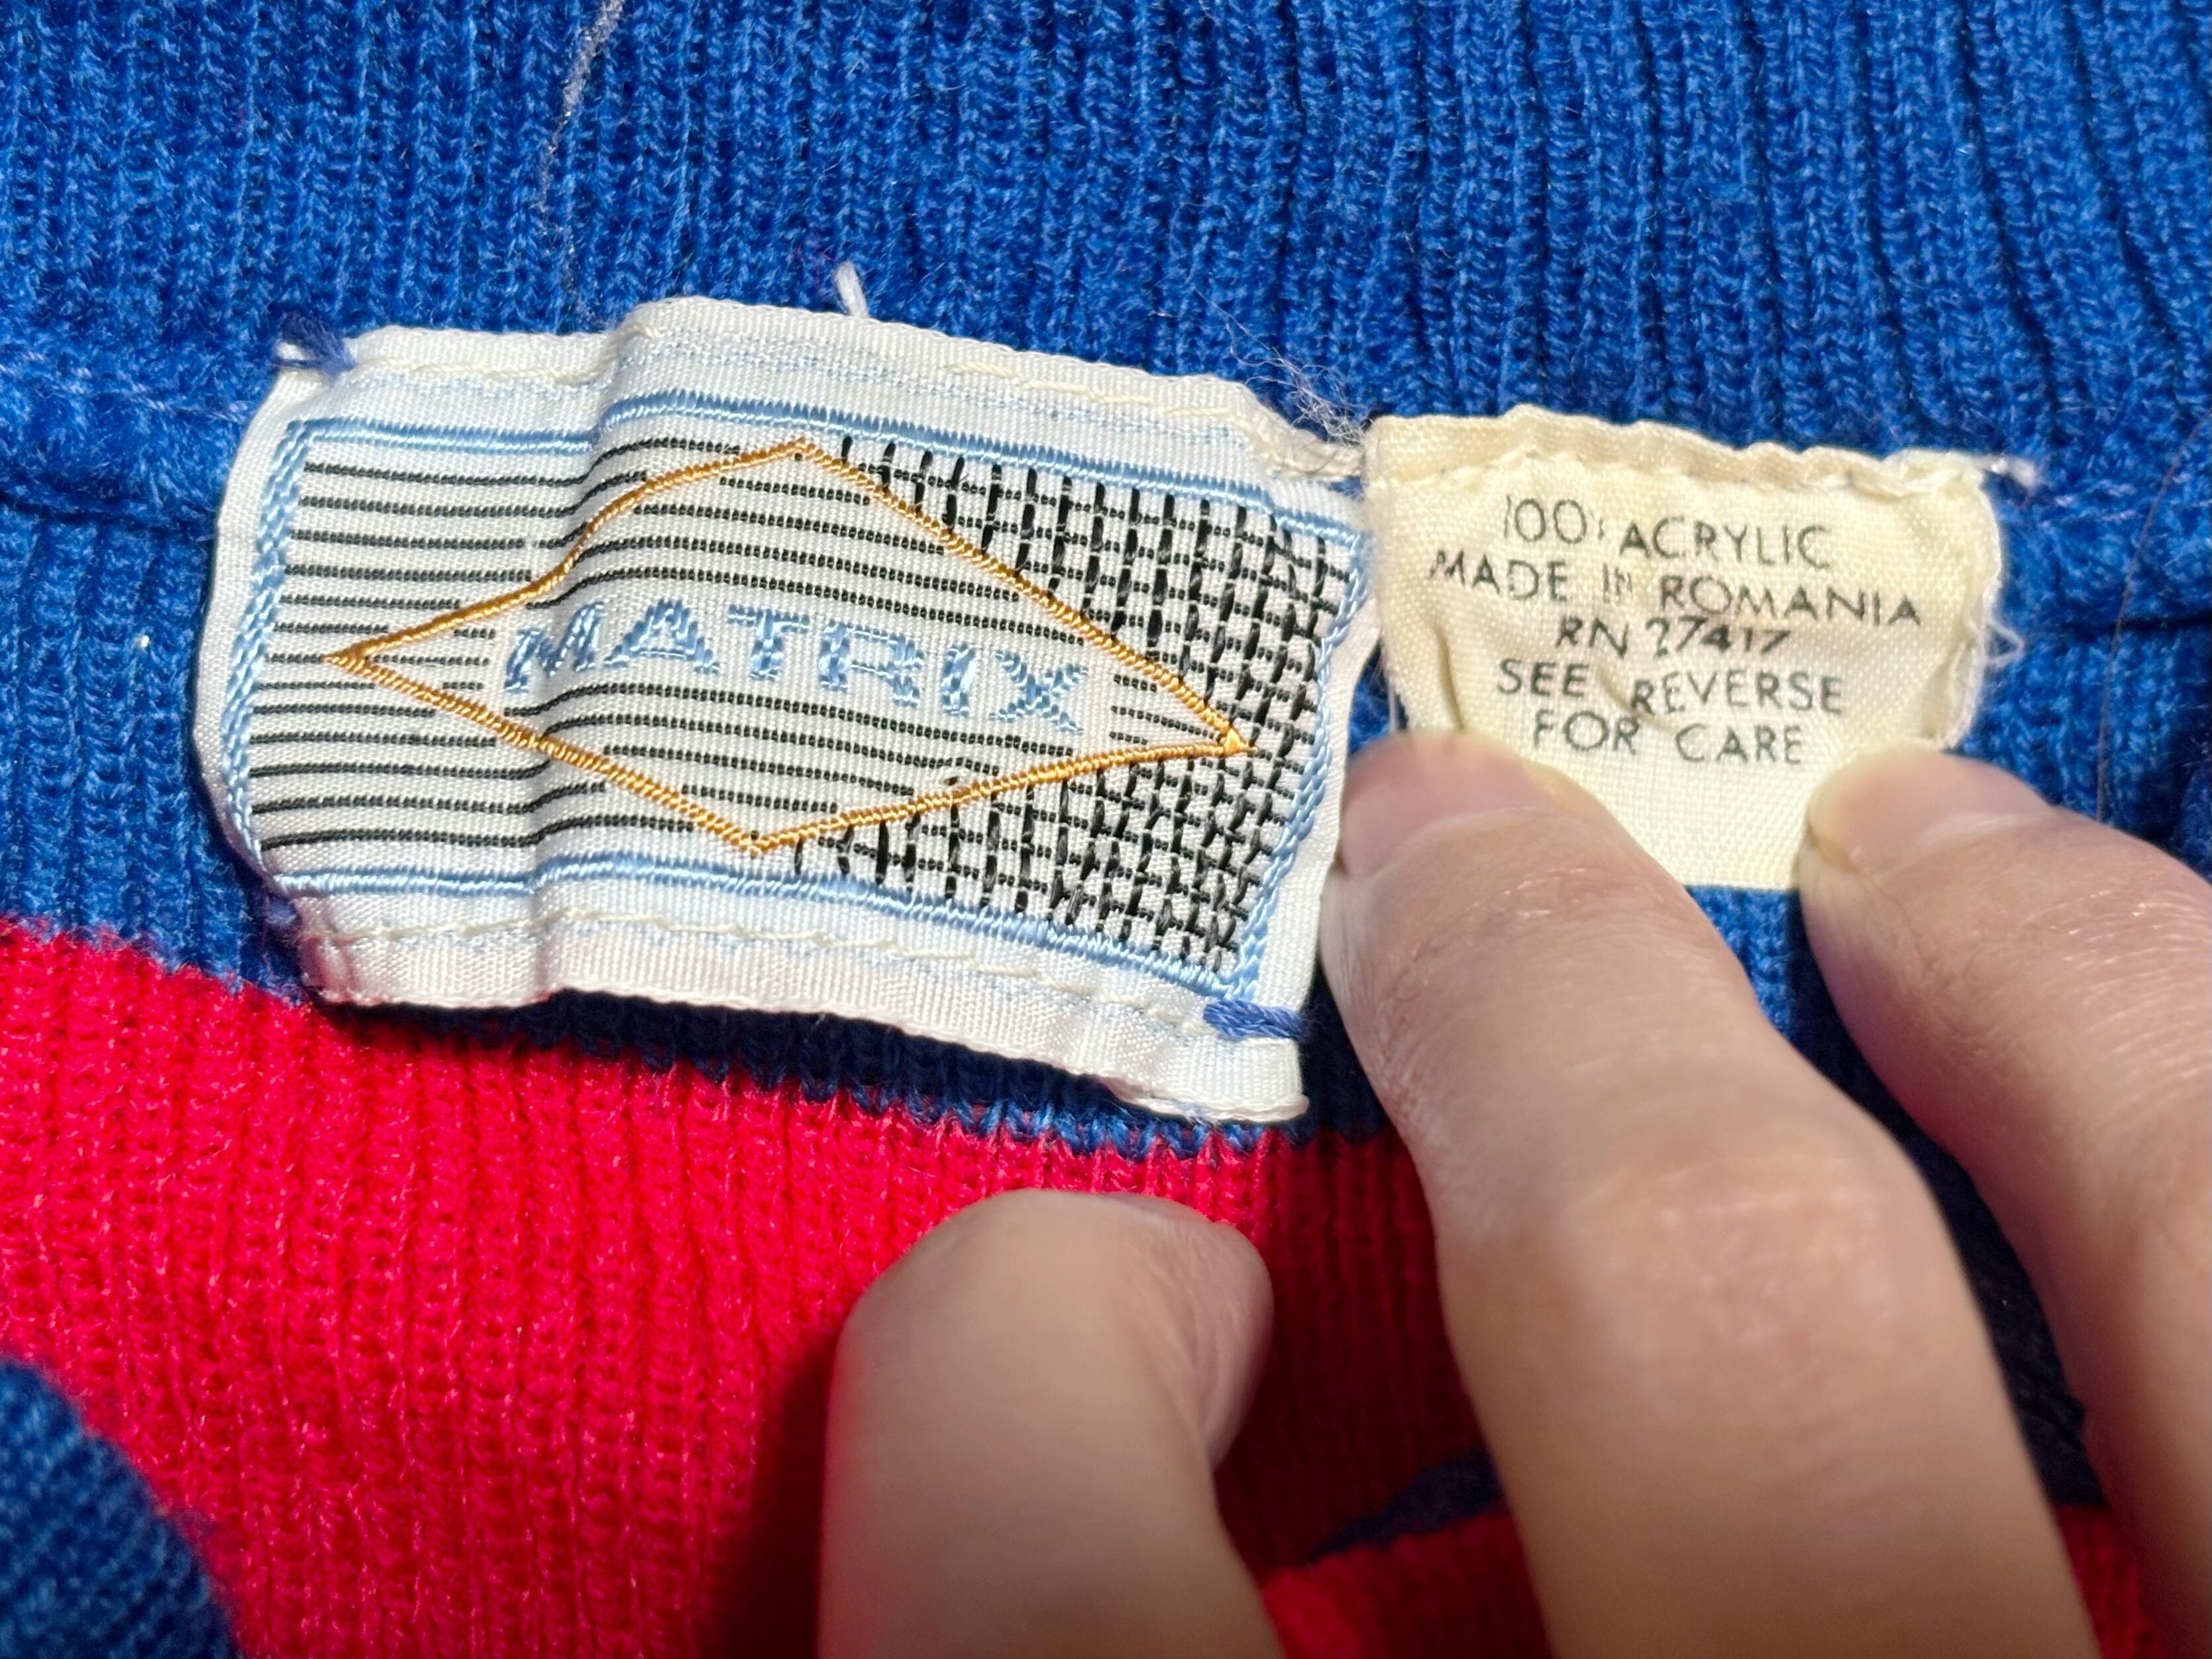 MATRIX
100% ACRYLIC
MADE IN ROMANIA
RN 27417
SEE REVERSE
FOR CARE